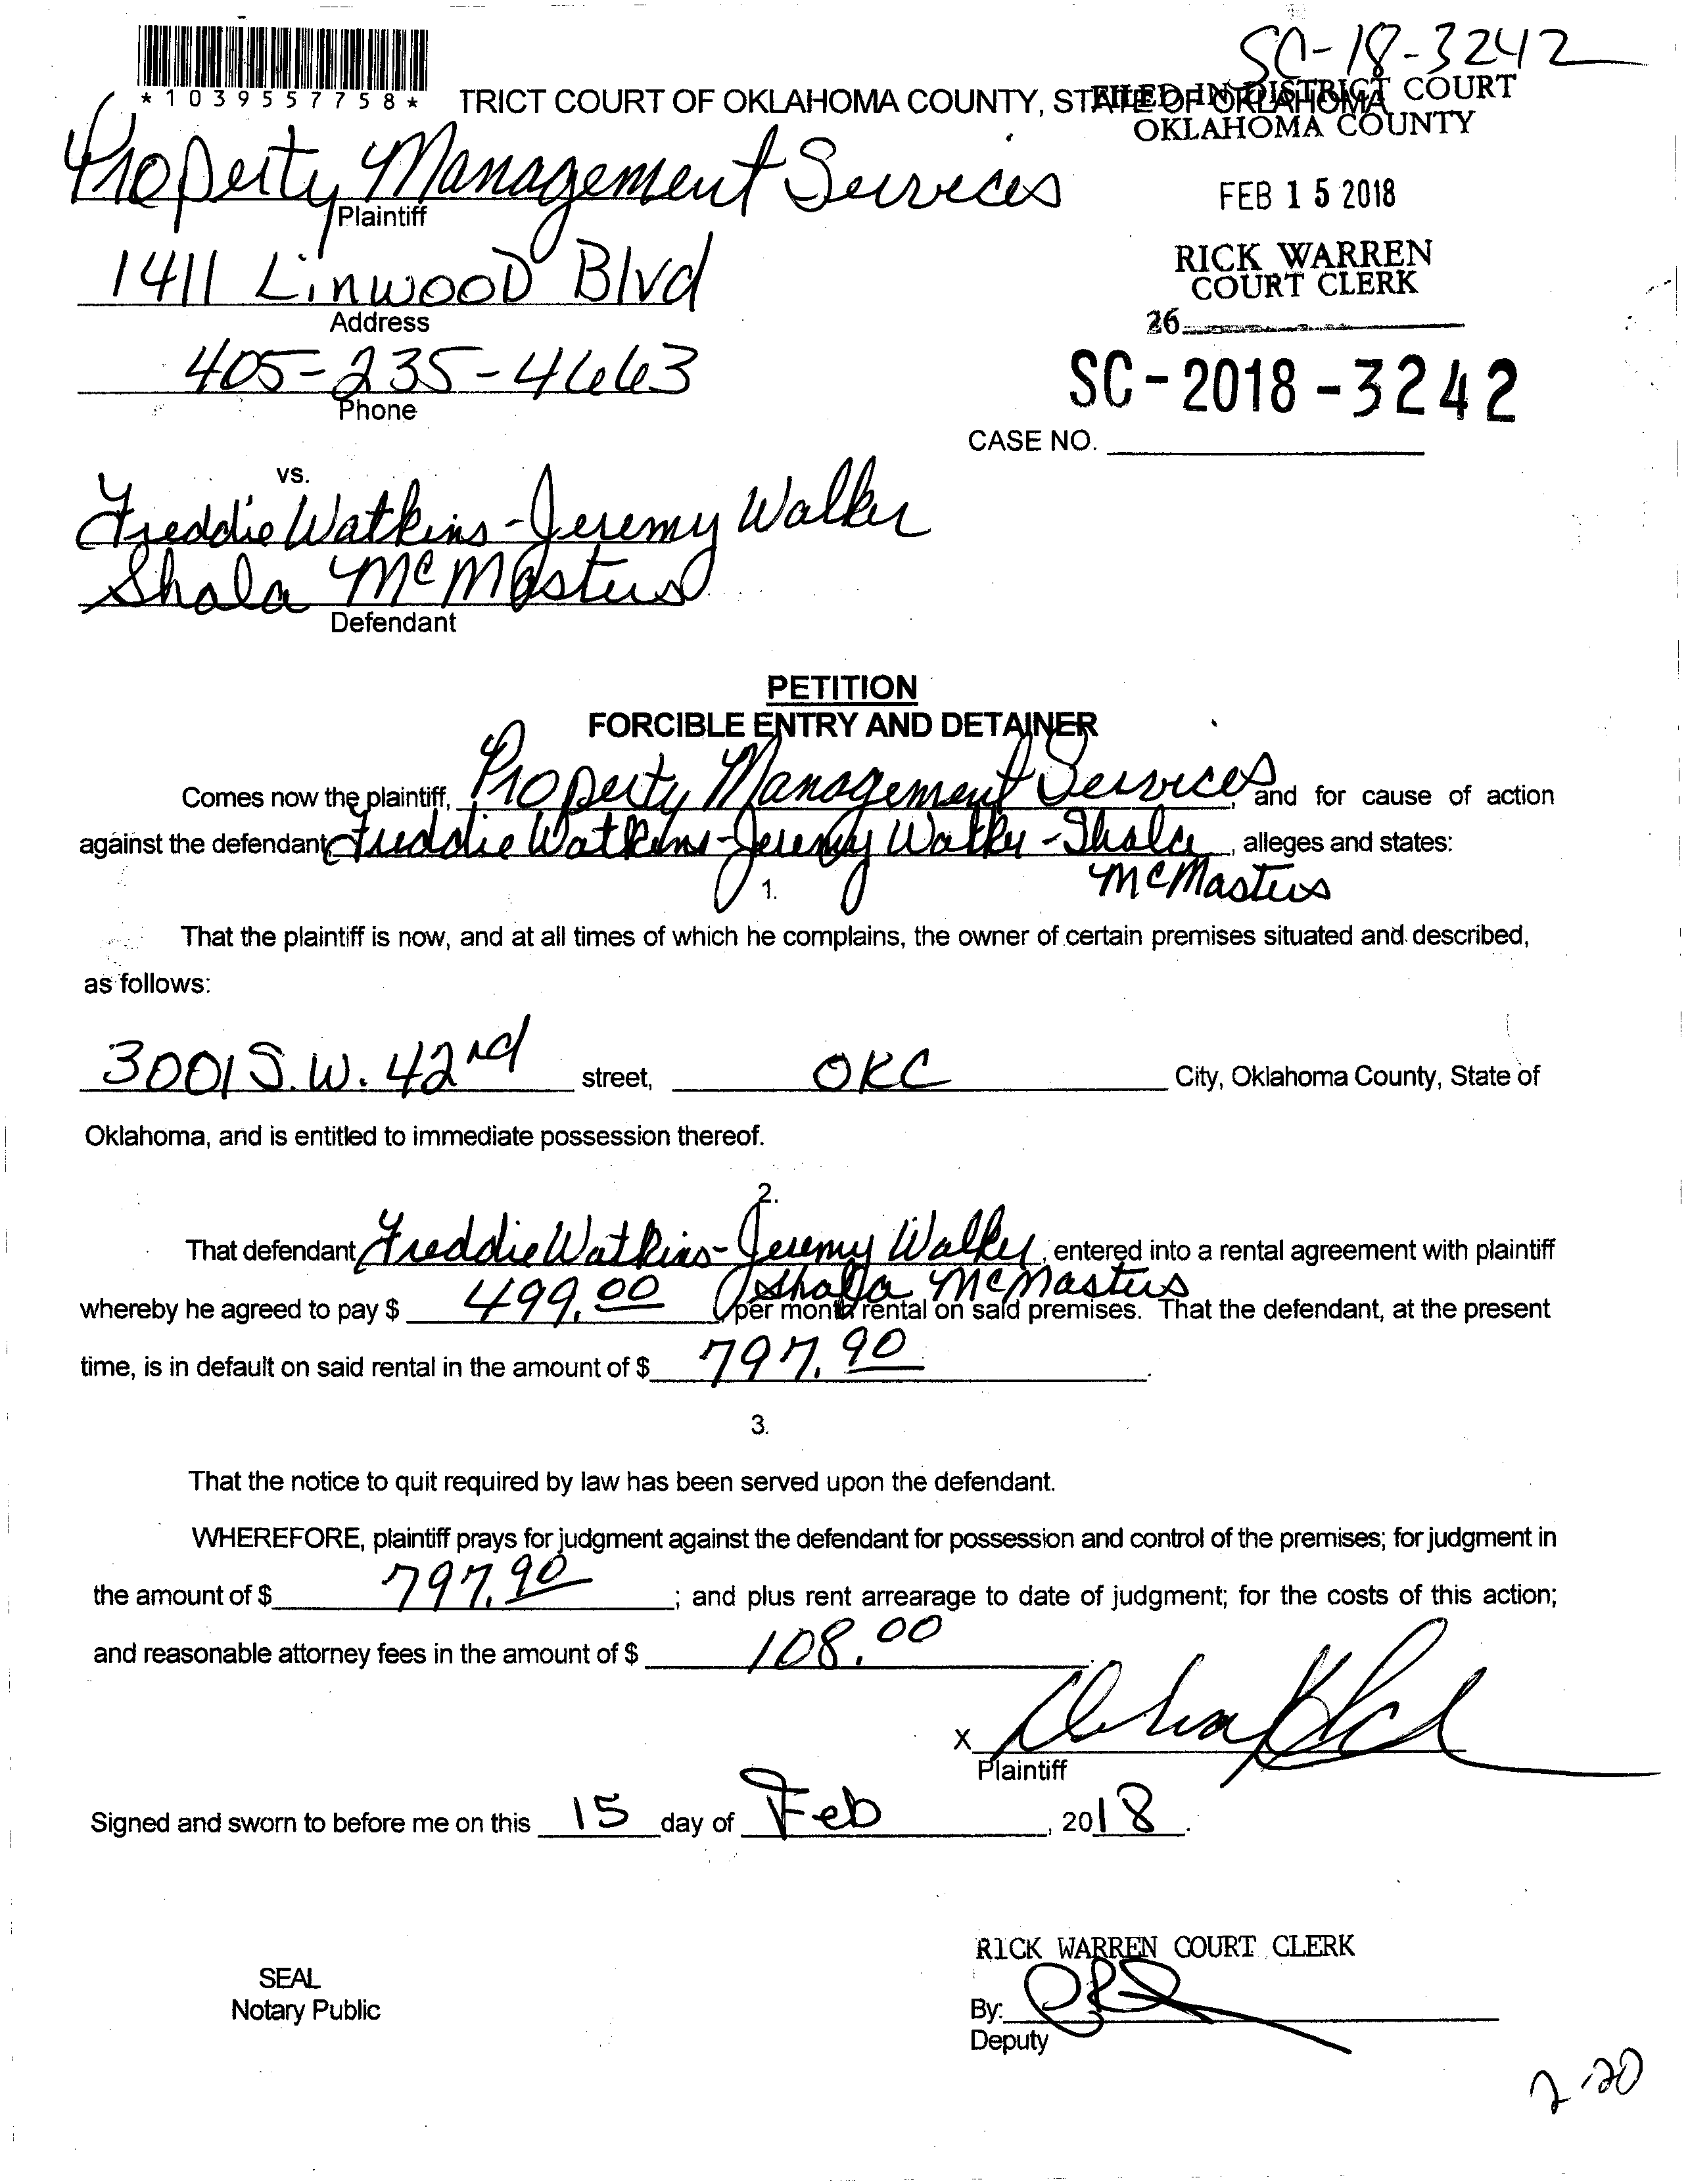 SC-18-3242
*1039557758*
TRICT COURT OF OKLAHOMA COUNTY, STATE OF OKLAHOMA
FILED IN DISTRICT COURT
OKLAHOMA COUNTY
Property Management Services
Plaintiff
FEB 15 2018
1411 Linwood Blvd
Address
RICK WARREN
COURT CLERK
26
405-235-4663
Phone
SC-2018-3242
CASE NO.
vs.
Freddie Watkins-Jeremy Walker
Shala McMasters
Defendant
PETITION
FORCIBLE ENTRY AND DETAINER
Comes now the plaintiff, Property Management Services, and for cause of action
against the defendant Freddie Watkins-Jeremy Walker-Shala, alleges and states:
McMasters
1.
That the plaintiff is now, and at all times of which he complains, the owner of certain premises situated and described,
as follows:
3001 S.W. 42nd street, OKC City, Oklahoma County, State of
Oklahoma, and is entitled to immediate possession thereof.
2.
That defendant Freddie Watkins-Jeremy Walker, entered into a rental agreement with plaintiff
Shala McMasters
whereby he agreed to pay $ 499.00 per month rental on said premises. That the defendant, at the present
time, is in default on said rental in the amount of $ 797.90.
3.
That the notice to quit required by law has been served upon the defendant.
WHEREFORE, plaintiff prays for judgment against the defendant for possession and control of the premises; for judgment in
the amount of $ 797.90; and plus rent arrearage to date of judgment; for the costs of this action;
and reasonable attorney fees in the amount of $ 108.00.
X
Plaintiff
Signed and sworn to before me on this 15 day of Feb, 2018.
RICK WARREN COURT CLERK
SEAL
Notary Public
By:
Deputy
2-20